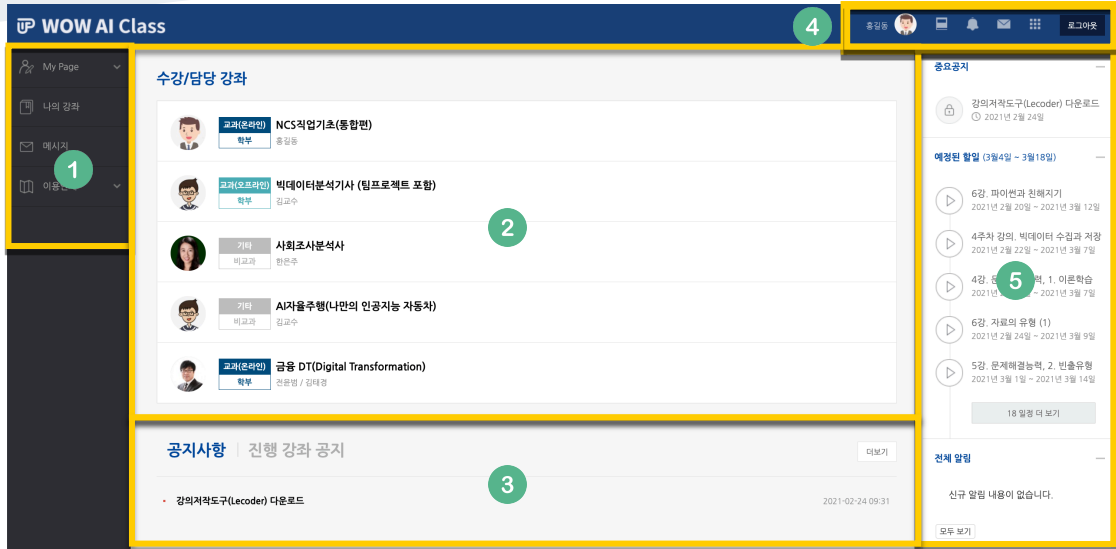 UP WOW AI Class
4
홍길동
로그아웃
My Page
나의 강좌
메시지
1
수강/담당 강좌
교과(온라인) NCS직업기초(통합편)
학부 홍길동
교과(오프라인) 빅데이터분석기사 (팀프로젝트 포함)
학부 김교수
2
기타 사회조사분석사
비교과 한은주
기타 AI자율주행(나만의 인공지능 자동차)
비교과 김교수
교과(온라인) 금융 DT(Digital Transformation)
학부 전윤범 / 김태경
공지사항 진행 강좌 공지
더보기
3
강의저작도구(Lecoder) 다운로드 2021-02-24 09:31
중요공지
강의저작도구(Lecoder) 다운로드
2021년 2월 24일
예정된 할일 (3월4일 ~ 3월18일)
6강. 파이썬과 친해지기
2021년 2월 20일 ~ 2021년 3월 12일
4주차 강의. 빅데이터 수집과 저장
2021년 2월 22일 ~ 2021년 3월 7일
5
4강. 1. 이론학습
2021년 ~ 2021년 3월 7일
6강. 자료의 유형 (1)
2021년 2월 24일 ~ 2021년 3월 9일
5강. 문제해결능력, 2. 빈출유형
2021년 3월 1일 ~ 2021년 3월 14일
18 일정 더 보기
전체 알림
신규 알림 내용이 없습니다.
모두 보기